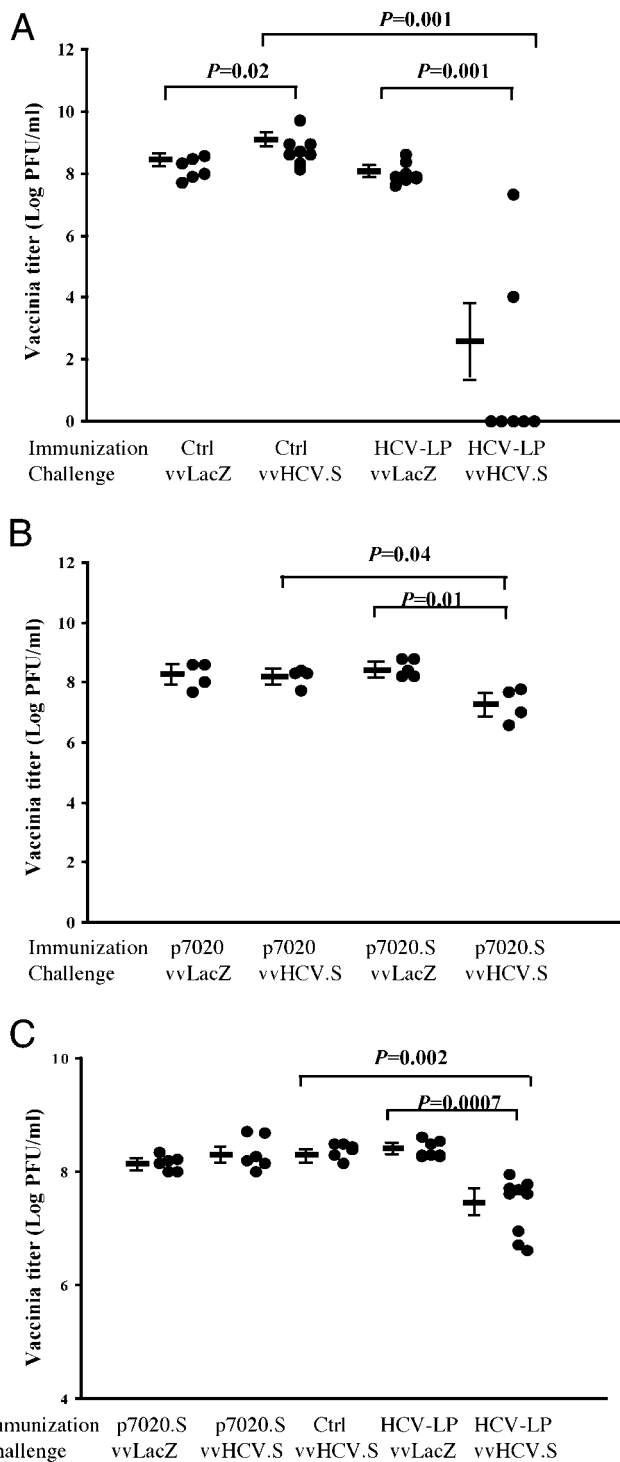 A
P=0.001
P=0.02 P=0.001
Vaccinia titer (Log PFU/ml)
12
10
8
6
4
2
0
Immunization Ctrl Ctrl HCV-LP HCV-LP
Challenge vvLacZ vvHCV.S vvLacZ vvHCV.S
B
P=0.04
P=0.01
Vaccinia titer (Log PFU/ml)
12
10
8
6
4
2
0
Immunization p7020 p7020 p7020.S p7020.S
Challenge vvLacZ vvHCV.S vvLacZ vvHCV.S
C
P=0.002
P=0.0007
Vaccinia titer (Log PFU/ml)
10
8
6
4
mmunization p7020.S p7020.S Ctrl HCV-LP HCV-LP
hallenge vvLacZ vvHCV.S vvHCV.S vvLacZ vvHCV.S